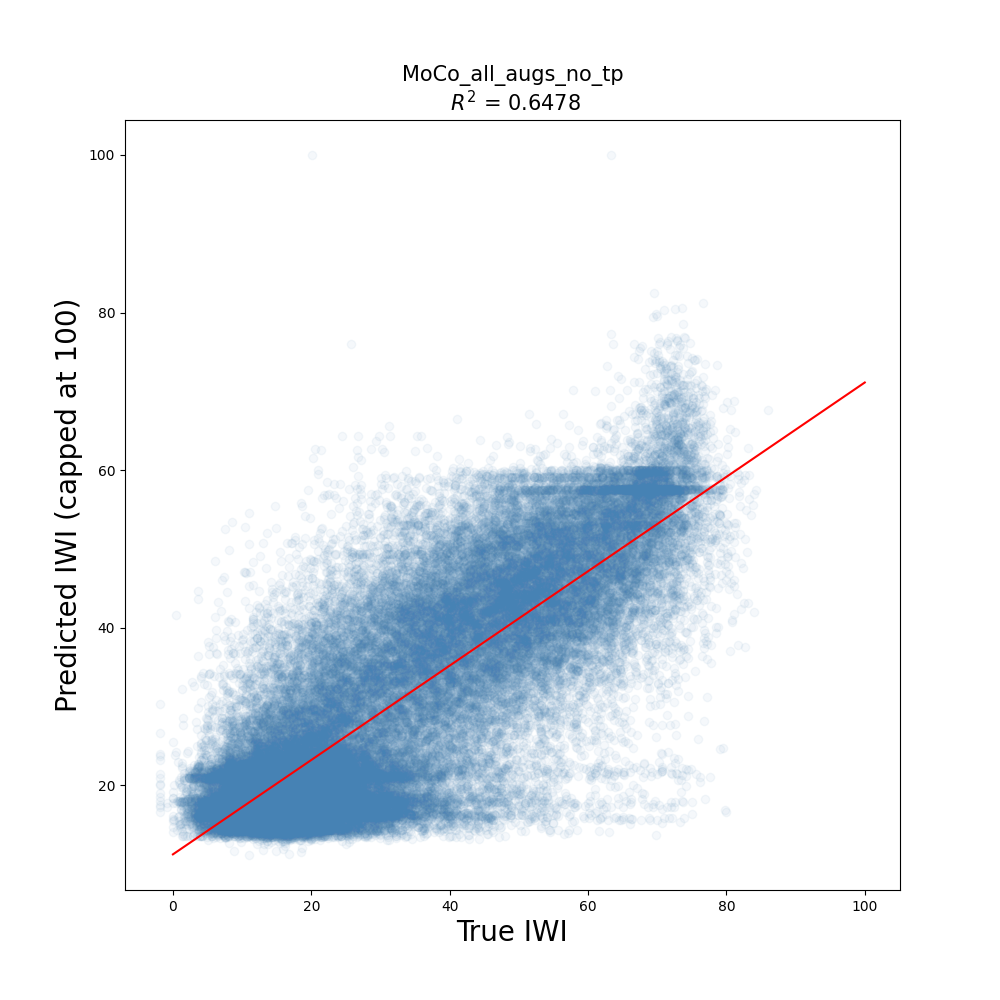 MoCo_all_augs_no_tp
R² = 0.6478
100
80
60
40
20
Predicted IWI (capped at 100)
0 20 40 60 80 100
True IWI